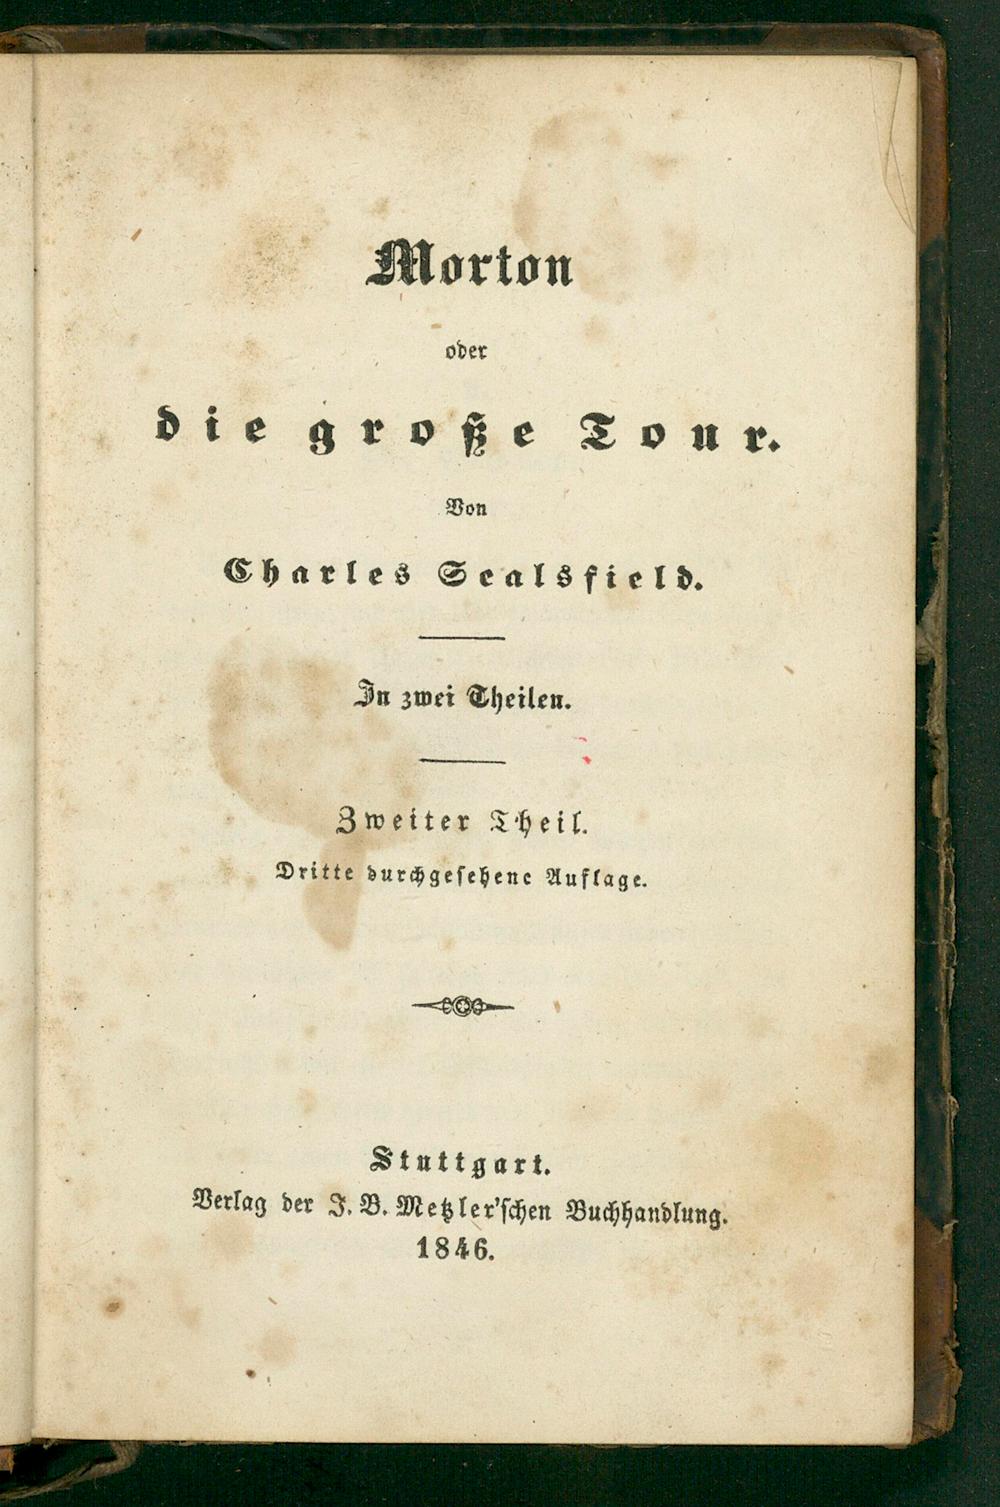 Morton
oder
die große Tour.
Von
Charles Sealsfield.
In zwei Theilen.
Zweiter Theil.
Dritte durchgesehene Auflage.
Stuttgart.
Verlag der J. B. Metzler'schen Buchhandlung.
1846.